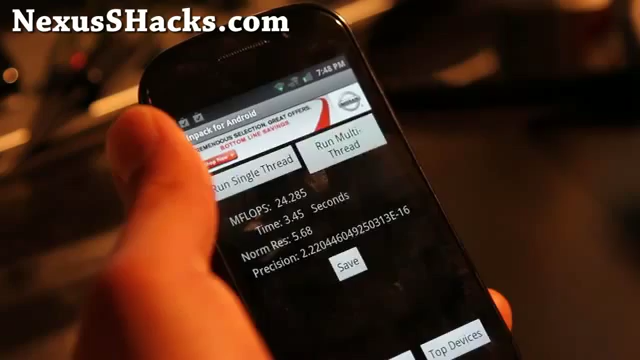 NexusSHacks.com
7:48 PM
inpack for Android
TREMENDOUS SELECTION. GREAT OFFERS.
BOTTOM LINE SAVINGS.
NISSAN
Run Single Thread
Run Multi-
Thread
MFLOPS: 24.285
Time: 3.45 Seconds
Norm Res: 5.68
Precision: 2.220446049250313E-16
Save
Top Devices